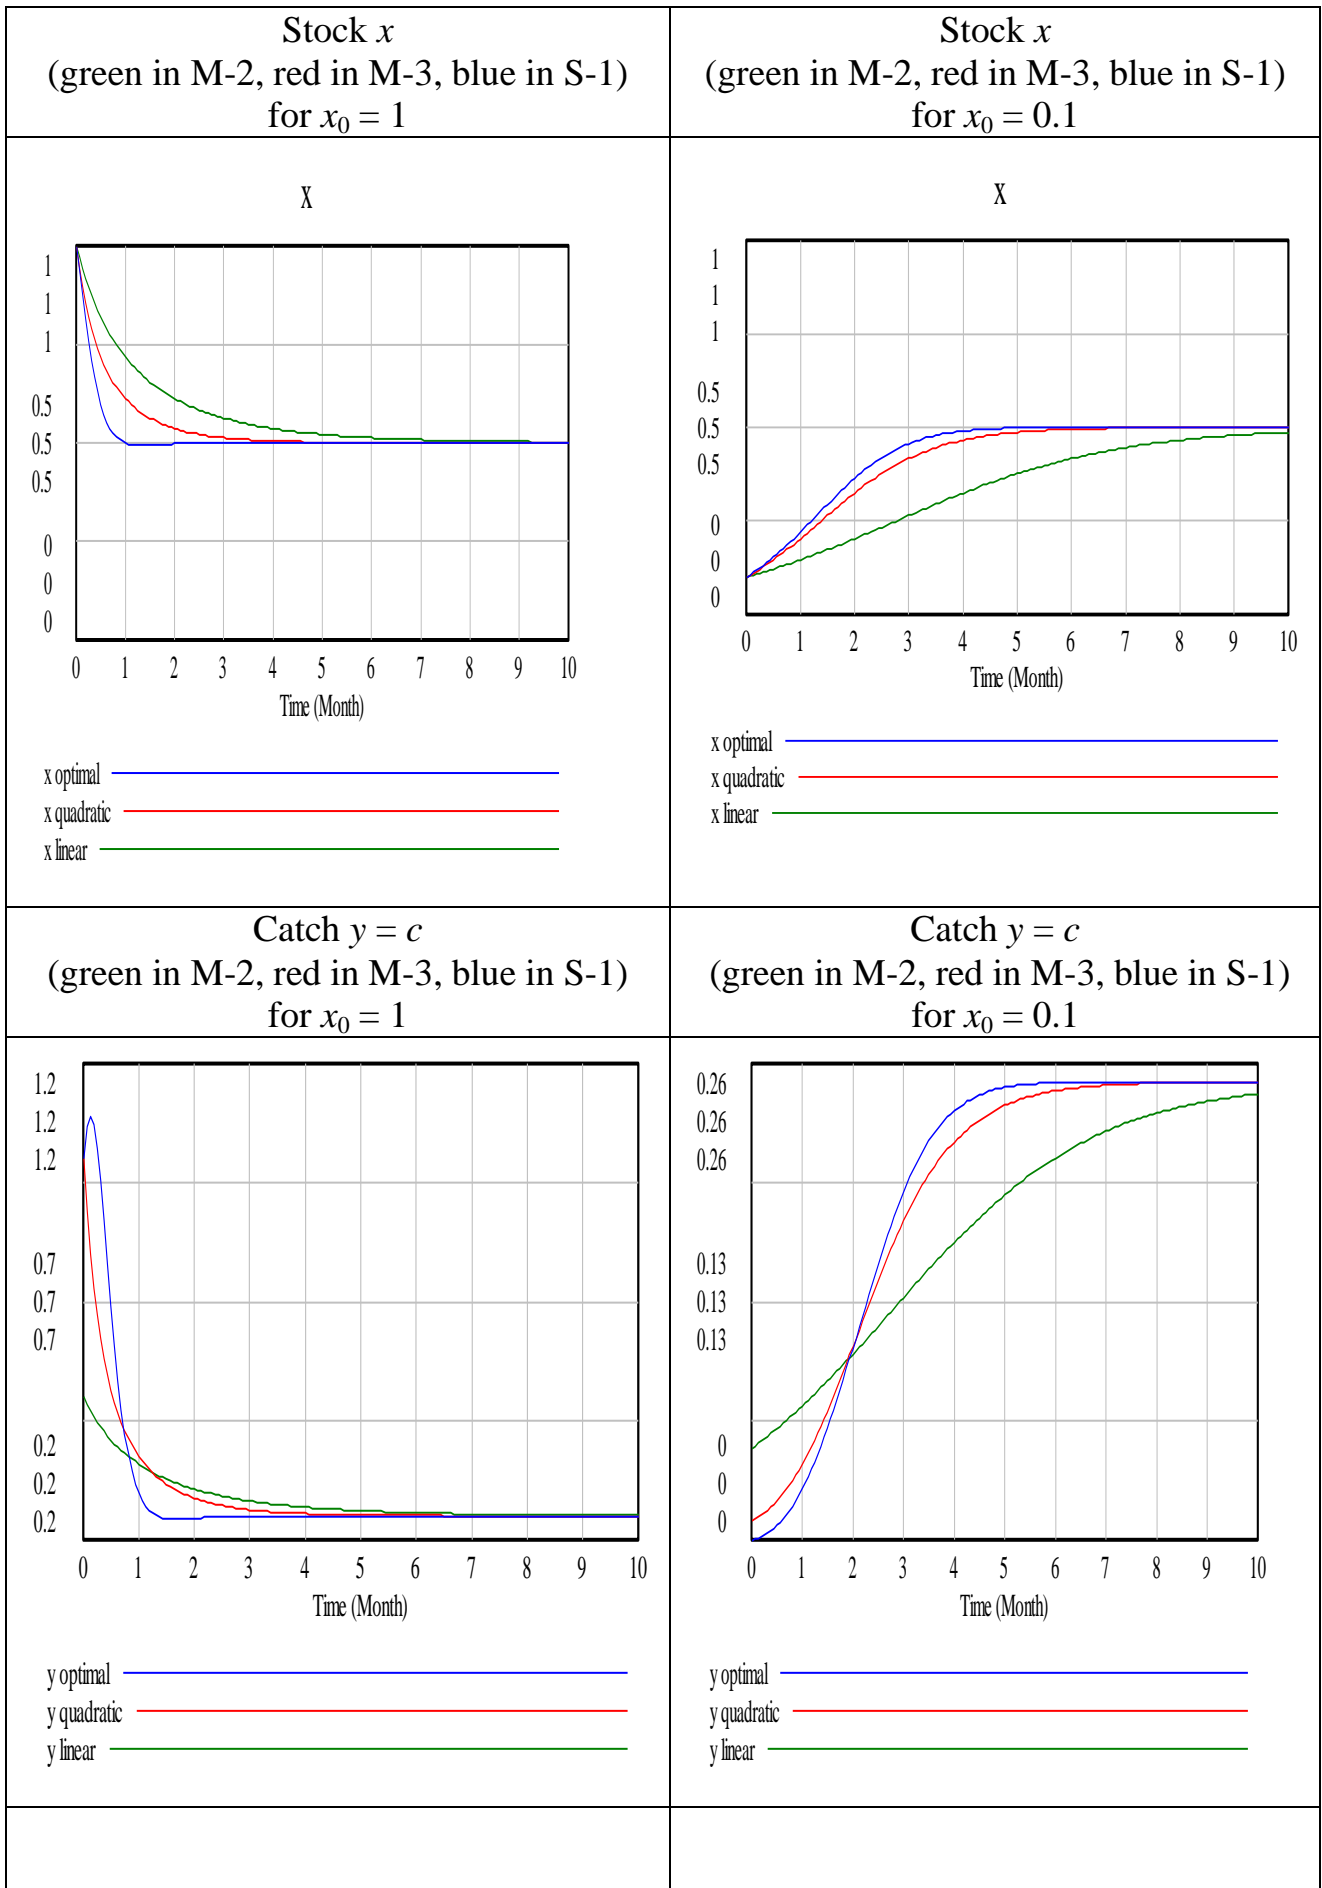 Stock x
(green in M-2, red in M-3, blue in S-1)
for x0 = 1
Stock x
(green in M-2, red in M-3, blue in S-1)
for x0 = 0.1
x
1
1
1
0.5
0.5
0.5
0
0
0
0 1 2 3 4 5 6 7 8 9 10
Time (Month)
x optimal
x quadratic
x linear
x
1
1
1
0.5
0.5
0.5
0
0
0
0 1 2 3 4 5 6 7 8 9 10
Time (Month)
x optimal
x quadratic
x linear
Catch y = c
(green in M-2, red in M-3, blue in S-1)
for x0 = 1
Catch y = c
(green in M-2, red in M-3, blue in S-1)
for x0 = 0.1
1.2
1.2
1.2
0.7
0.7
0.7
0.2
0.2
0.2
0 1 2 3 4 5 6 7 8 9 10
Time (Month)
y optimal
y quadratic
y linear
0.26
0.26
0.26
0.13
0.13
0.13
0
0
0
0 1 2 3 4 5 6 7 8 9 10
Time (Month)
y optimal
y quadratic
y linear